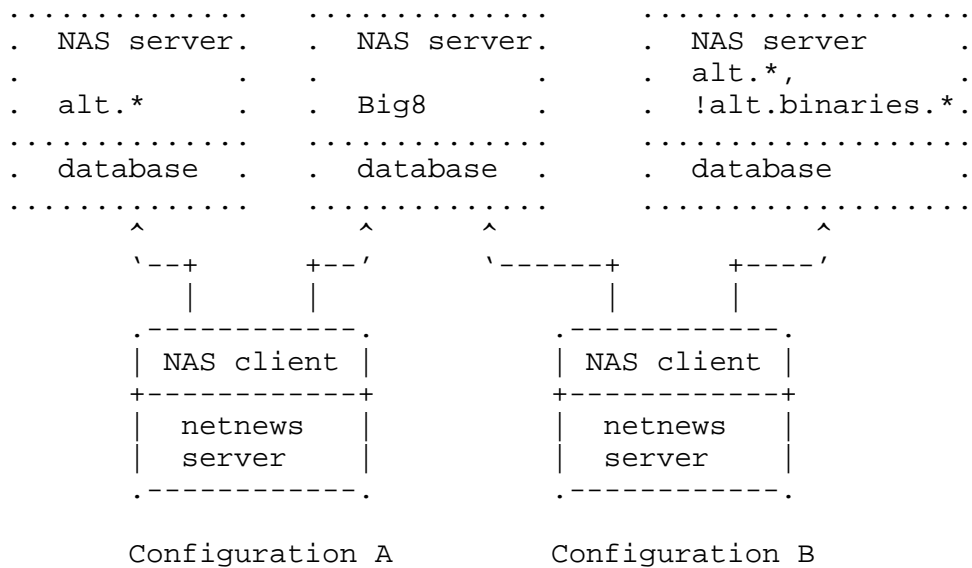 NAS server NAS server NAS server
alt.*,
alt.* Big8 !alt.binaries.*
database database database
NAS client NAS client
netnews netnews
server server
Configuration A Configuration B